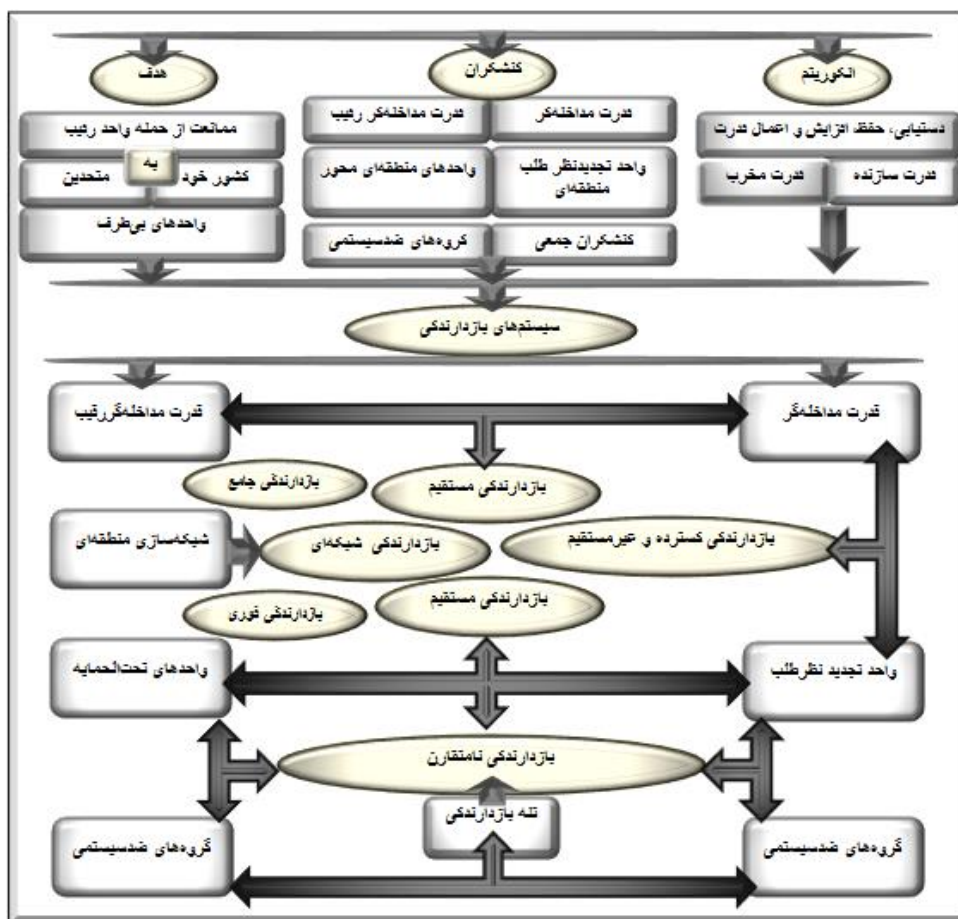 الگوریتم
کنشگران
هدف
دستیابی، حفظ، افزایش و اعمال قدرت
قدرت سازنده
قدرت مخرب
قدرت مداخله‌گر
قدرت مداخله‌گر رقیب
واحد تجدیدنظر طلب
منطقه‌ای
واحدهای منطقه‌ای محور
کنشگران جمعی
گروه‌های ضدسیستمی
ممانعت از حمله واحد رقیب
به
کشور خود
متحدین
واحدهای بی‌طرف
سیستم‌های بازدارندگی
قدرت مداخله‌گر
قدرت مداخله‌گررقیب
بازدارندگی مستقیم
بازدارندگی جامع
بازدارندگی گسترده و غیرمستقیم
بازدارندگی شبکه‌ای
شبکه‌سازی منطقه‌ای
بازدارندگی مستقیم
بازدارندگی فوری
واحد تجدید نظرطلب
واحدهای تحت‌الحمایه
بازدارندگی نامتقارن
تله بازدارندگی
گروه‌های ضدسیستمی
گروه‌های ضدسیستمی